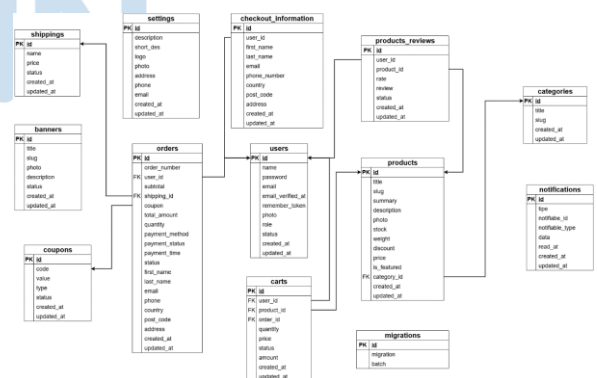 shippings
PK id
name
price
status
created_at
updated_at
settings
PK id
description
short_des
logo
photo
address
phone
email
created_at
updated_at
checkout_information
PK id
user_id
first_name
last_name
email
phone_number
country
post_code
address
created_at
updated_at
products_reviews
PK id
user_id
product_id
rate
review
status
created_at
updated_at
categories
PK id
title
slug
created_at
updated_at
banners
PK id
title
slug
photo
description
status
created_at
updated_at
orders
PK id
order_number
FK user_id
subtotal
FK shipping_id
coupon
total_amount
quantity
payment_method
payment_status
payment_time
status
first_name
last_name
email
phone
country
post_code
address
created_at
updated_at
users
PK id
name
password
email
email_verified_at
remember_token
photo
role
status
created_at
updated_at
products
PK id
title
slug
summary
description
photo
stock
weight
discount
price
is_featured
FK category_id
created_at
updated_at
notifications
PK id
type
notifiable_id
notifiable_type
data
read_at
created_at
updated_at
coupons
PK id
code
value
type
status
created_at
updated_at
carts
PK id
FK user_id
FK product_id
FK order_id
quantity
price
status
amount
created_at
updated_at
migrations
PK id
migration
batch